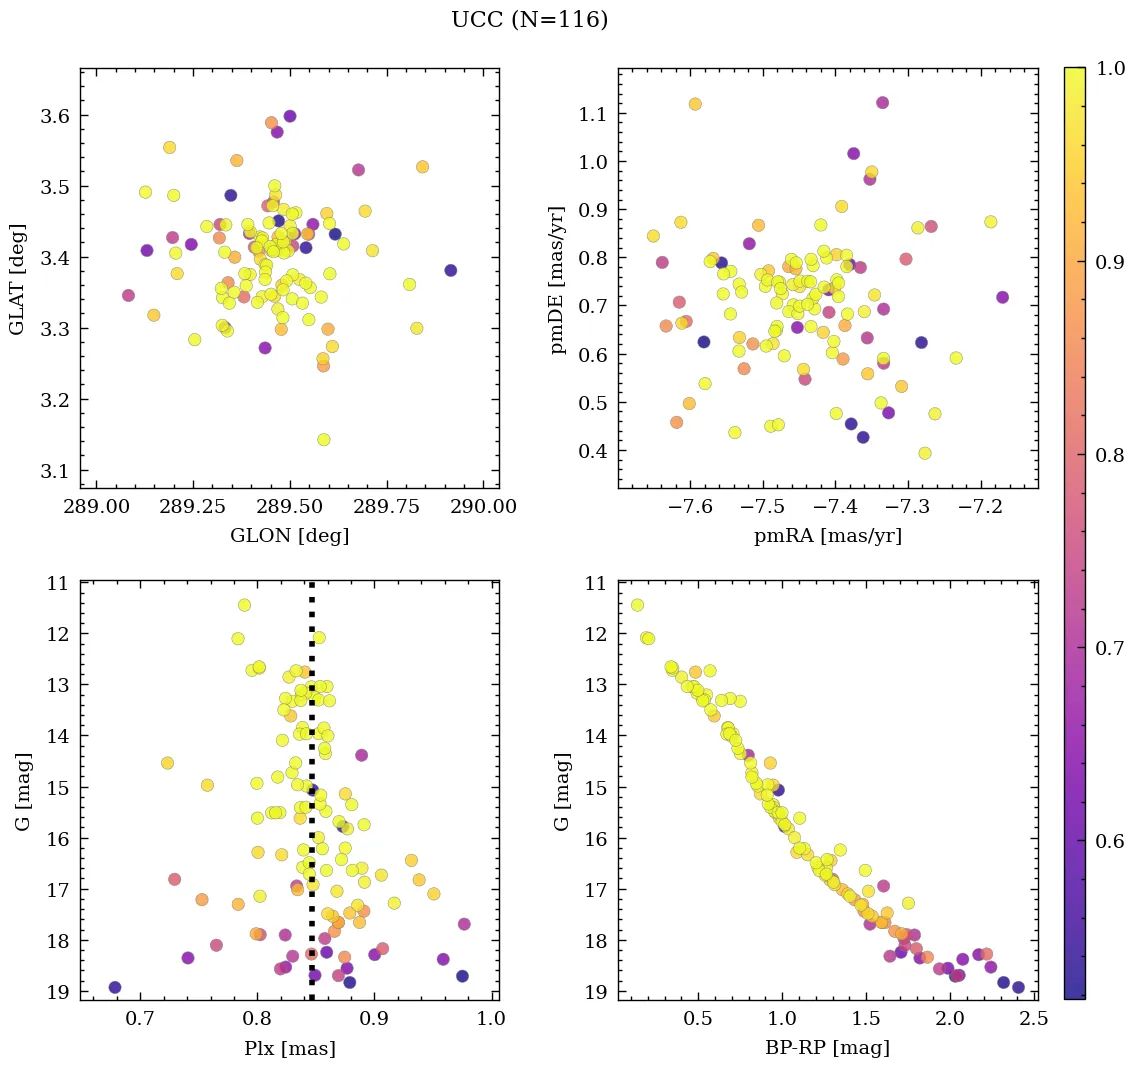 UCC (N=116)
3.6
3.5
3.4
3.3
3.2
3.1
GLAT [deg]
289.00 289.25 289.50 289.75 290.00
GLON [deg]
1.1
1.0
0.9
0.8
0.7
0.6
0.5
0.4
pmDE [mas/yr]
−7.6 −7.5 −7.4 −7.3 −7.2
pmRA [mas/yr]
1.0
0.9
0.8
0.7
0.6
11
12
13
14
15
16
17
18
19
G [mag]
0.7 0.8 0.9 1.0
Plx [mas]
11
12
13
14
15
16
17
18
19
G [mag]
0.5 1.0 1.5 2.0 2.5
BP-RP [mag]